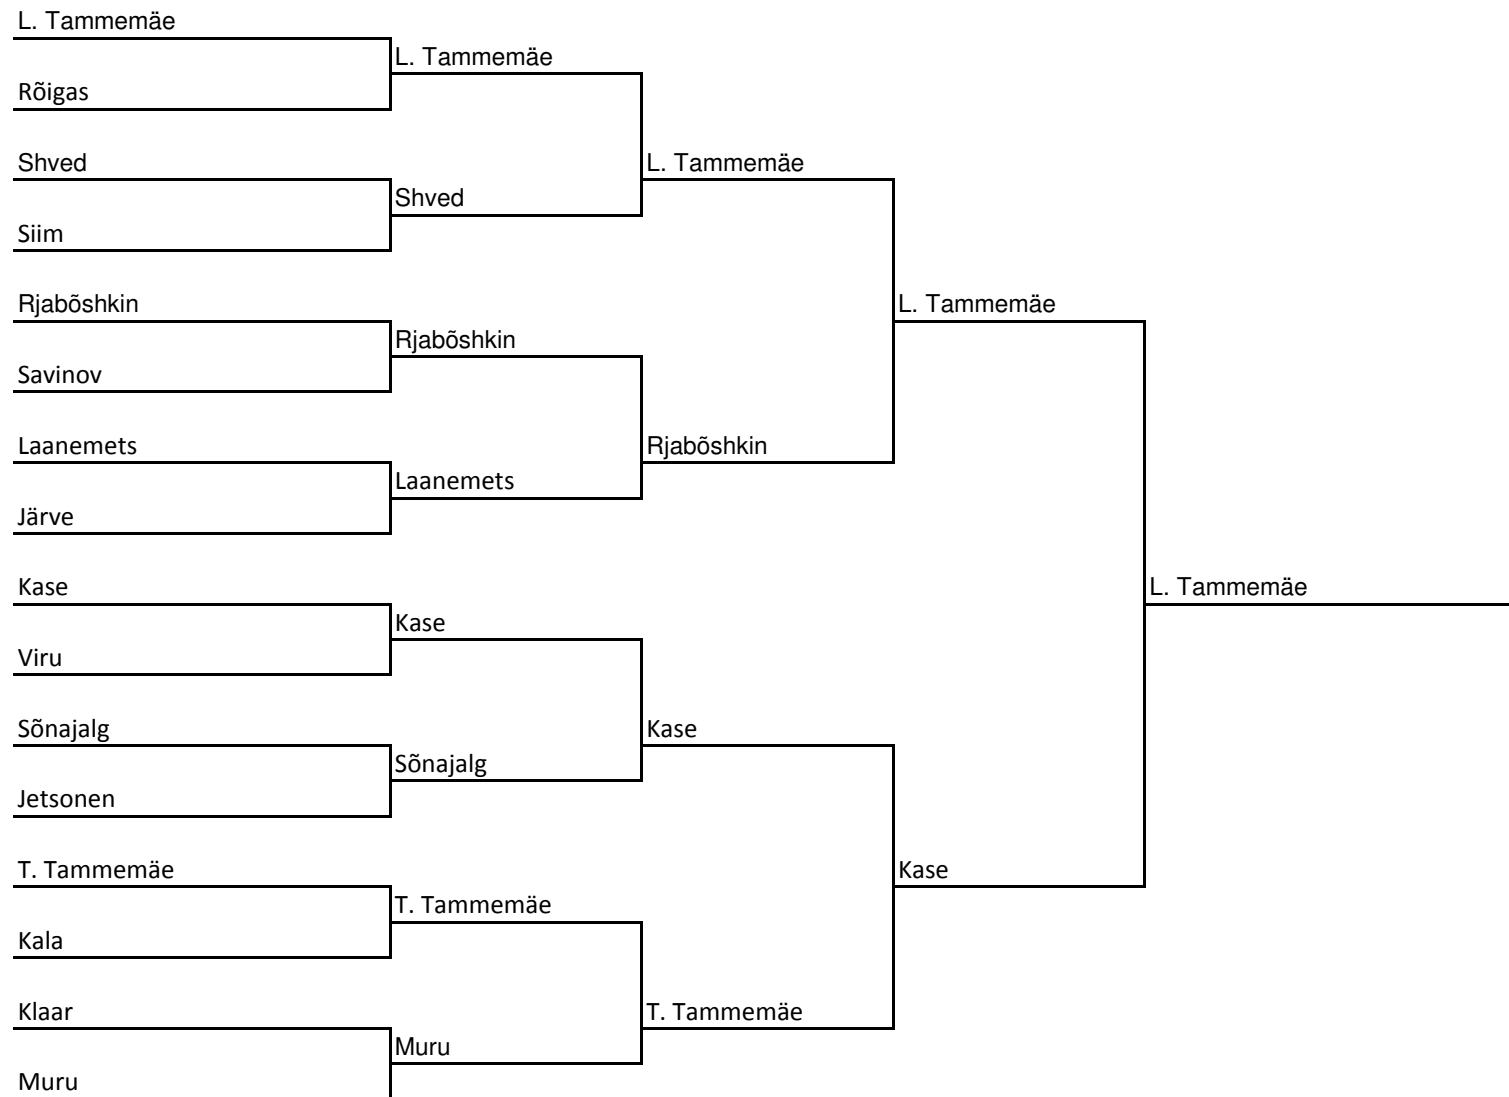 L. Tammemäe
L. Tammemäe
Rõigas
Shved
L. Tammemäe
Shved
Siim
Rjabõshkin
L. Tammemäe
Rjabõshkin
Savinov
Laanemets
Rjabõshkin
Laanemets
Järve
Kase
L. Tammemäe
Kase
Viru
Sõnajalg
Kase
Sõnajalg
Jetsonen
T. Tammemäe
Kase
T. Tammemäe
Kala
Klaar
T. Tammemäe
Muru
Muru